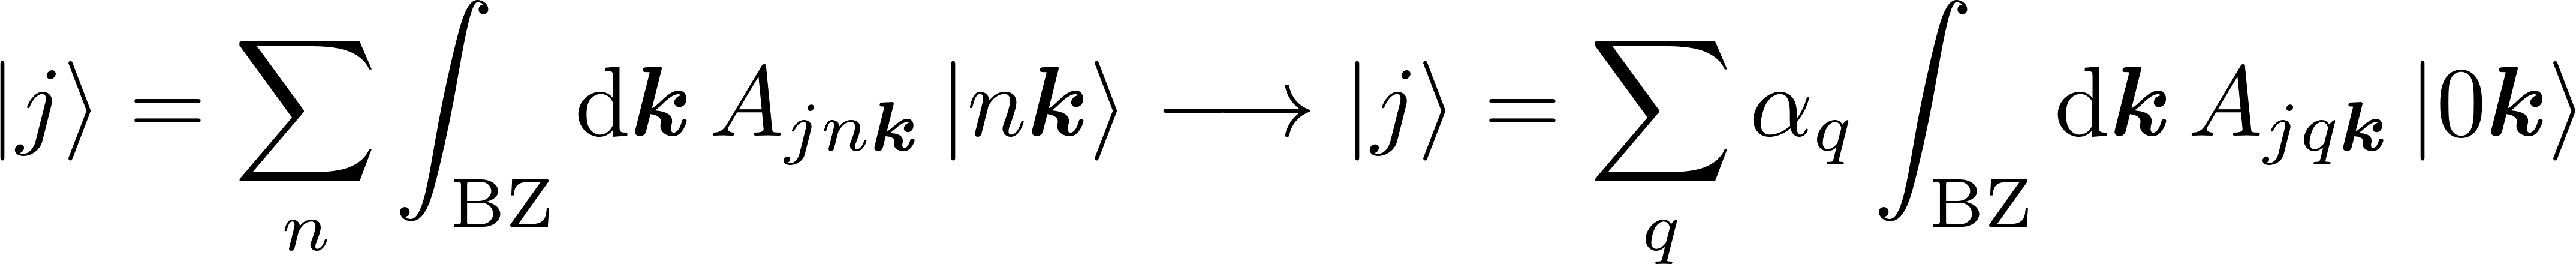 |j⟩ = ∑_n ∫_BZ d𝒌 A_{jn𝒌} |n𝒌⟩ ⟶ |j⟩ = ∑_q α_q ∫_BZ d𝒌 A_{jq𝒌} |0𝒌⟩